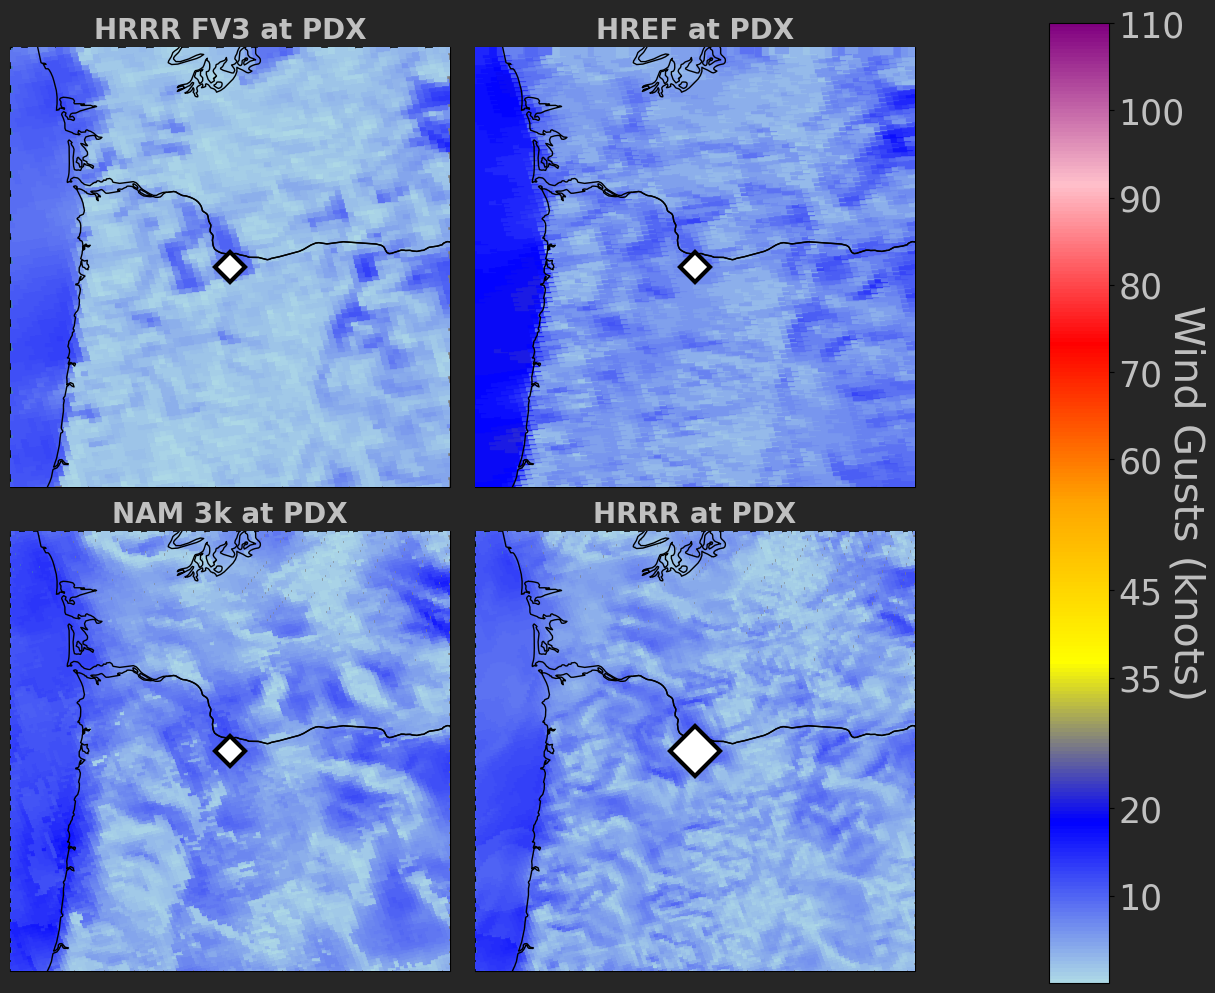 HRRR FV3 at PDX
HREF at PDX
NAM 3k at PDX
HRRR at PDX
110
100
90
80
70
60
45
35
20
10
Wind Gusts (knots)